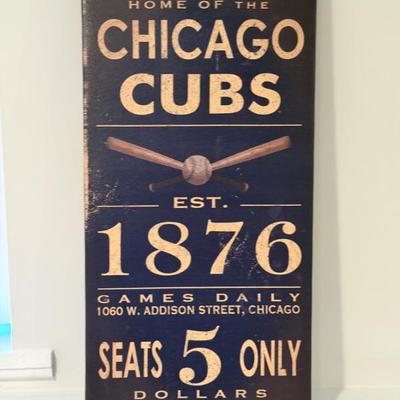 HOME OF THE
CHICAGO
CUBS
EST.
1876
GAMES DAILY
1060 W. ADDISON STREET, CHICAGO
SEATS 5 ONLY
DOLLARS